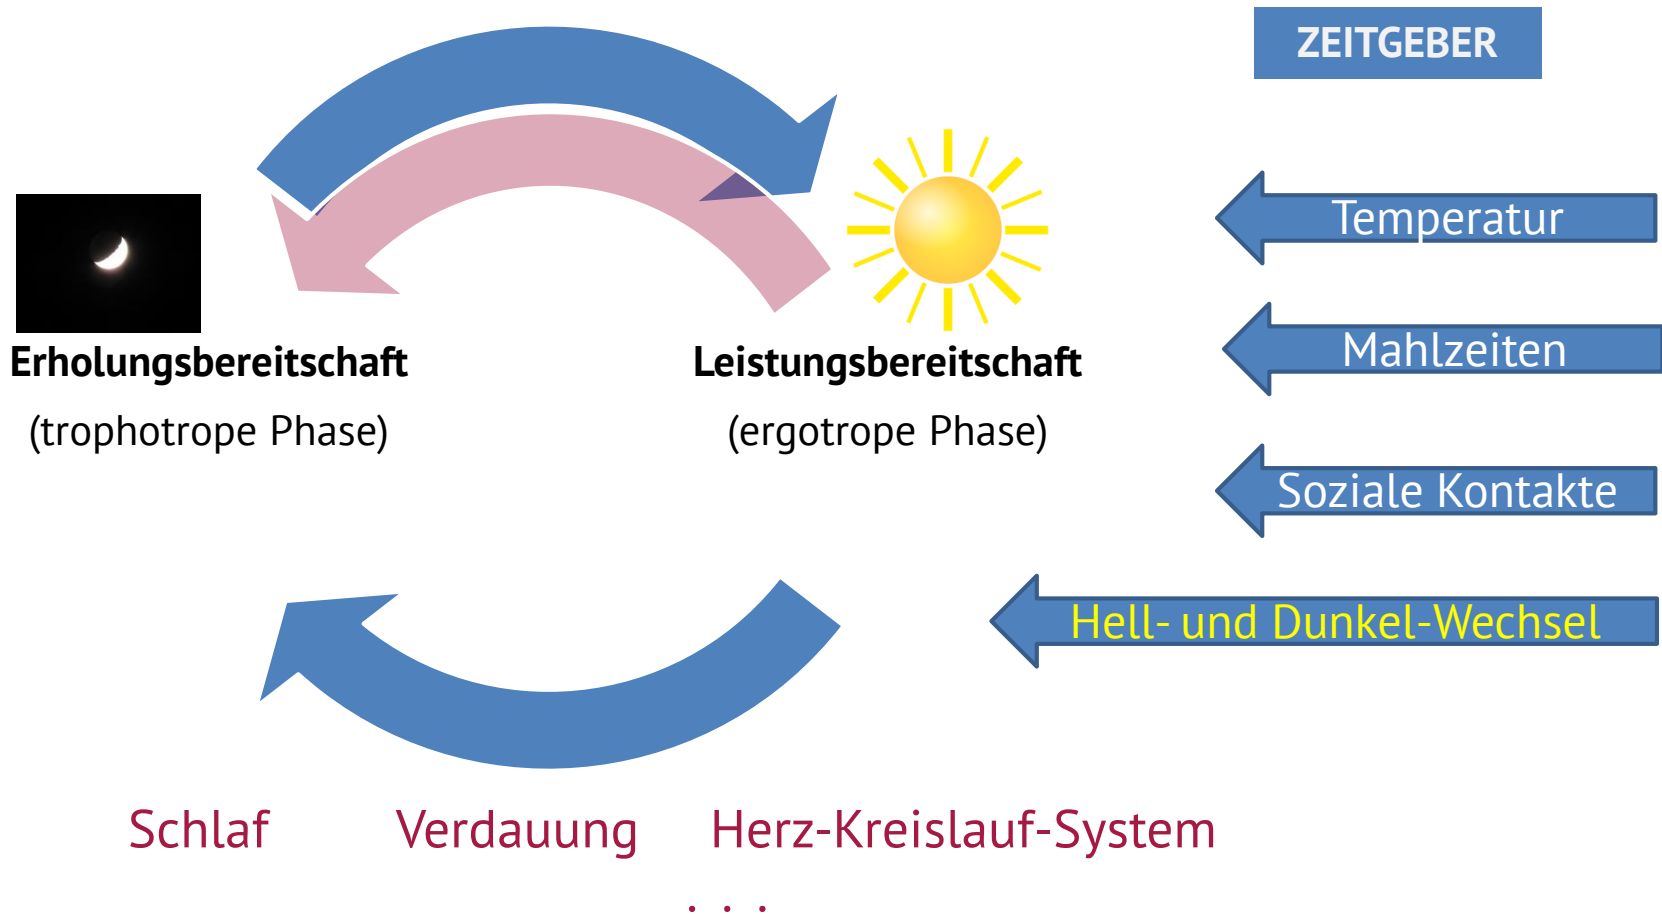 ZEITGEBER
Temperatur
Mahlzeiten
Soziale Kontakte
Hell- und Dunkel-Wechsel
Erholungsbereitschaft
(trophotrope Phase)
Leistungsbereitschaft
(ergotrope Phase)
Schlaf Verdauung Herz-Kreislauf-System
. . .